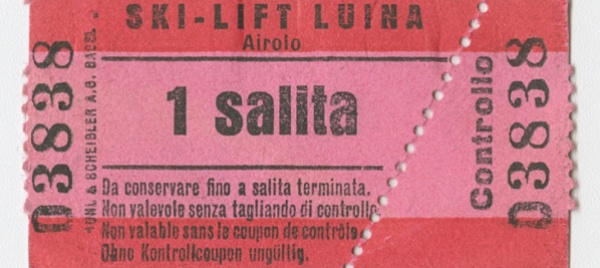 SKI-LIFT LUINA
Airolo
1 salita
Da conservare fino a salita terminata.
Non valevole senza tagliando di controllo
Non valable sans le coupon de contrôle
Ohne Kontrollcoupon ungültig.
03838
& SCHEIBLER A.G. BASEL
Controllo
03838